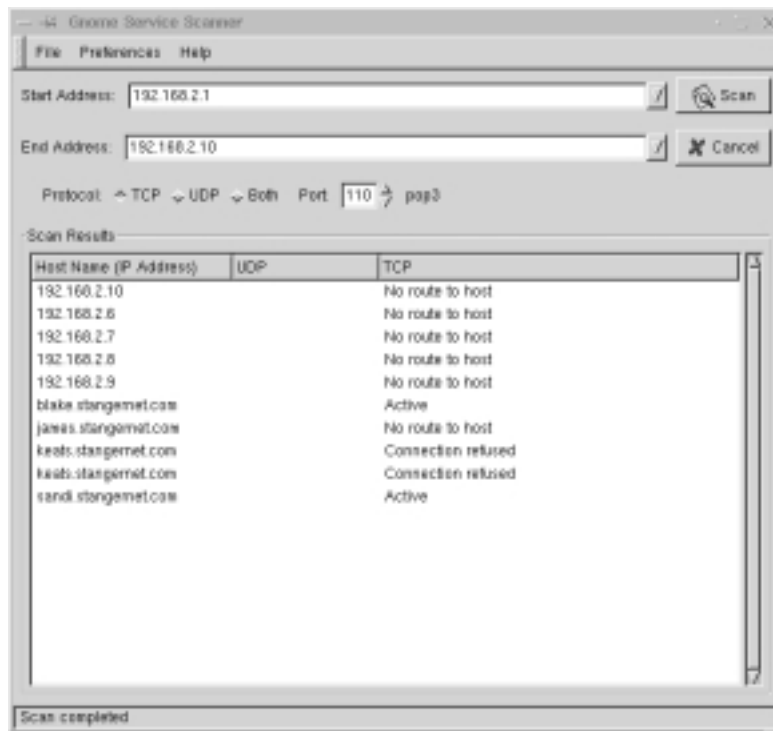 Gnome Service Scanner
File Preferences Help
Start Address: 192.168.2.1 Scan
End Address: 192.168.2.10 Cancel
Protocol: TCP UDP Both Port 110 pop3
Scan Results
Host Name (IP Address) UDP TCP
192.168.2.10 No route to host
192.168.2.6 No route to host
192.168.2.7 No route to host
192.168.2.8 No route to host
192.168.2.9 No route to host
blake.stangernet.com Active
james.stangernet.com No route to host
keats.stangernet.com Connection refused
keats.stangernet.com Connection refused
sandi.stangernet.com Active
Scan completed